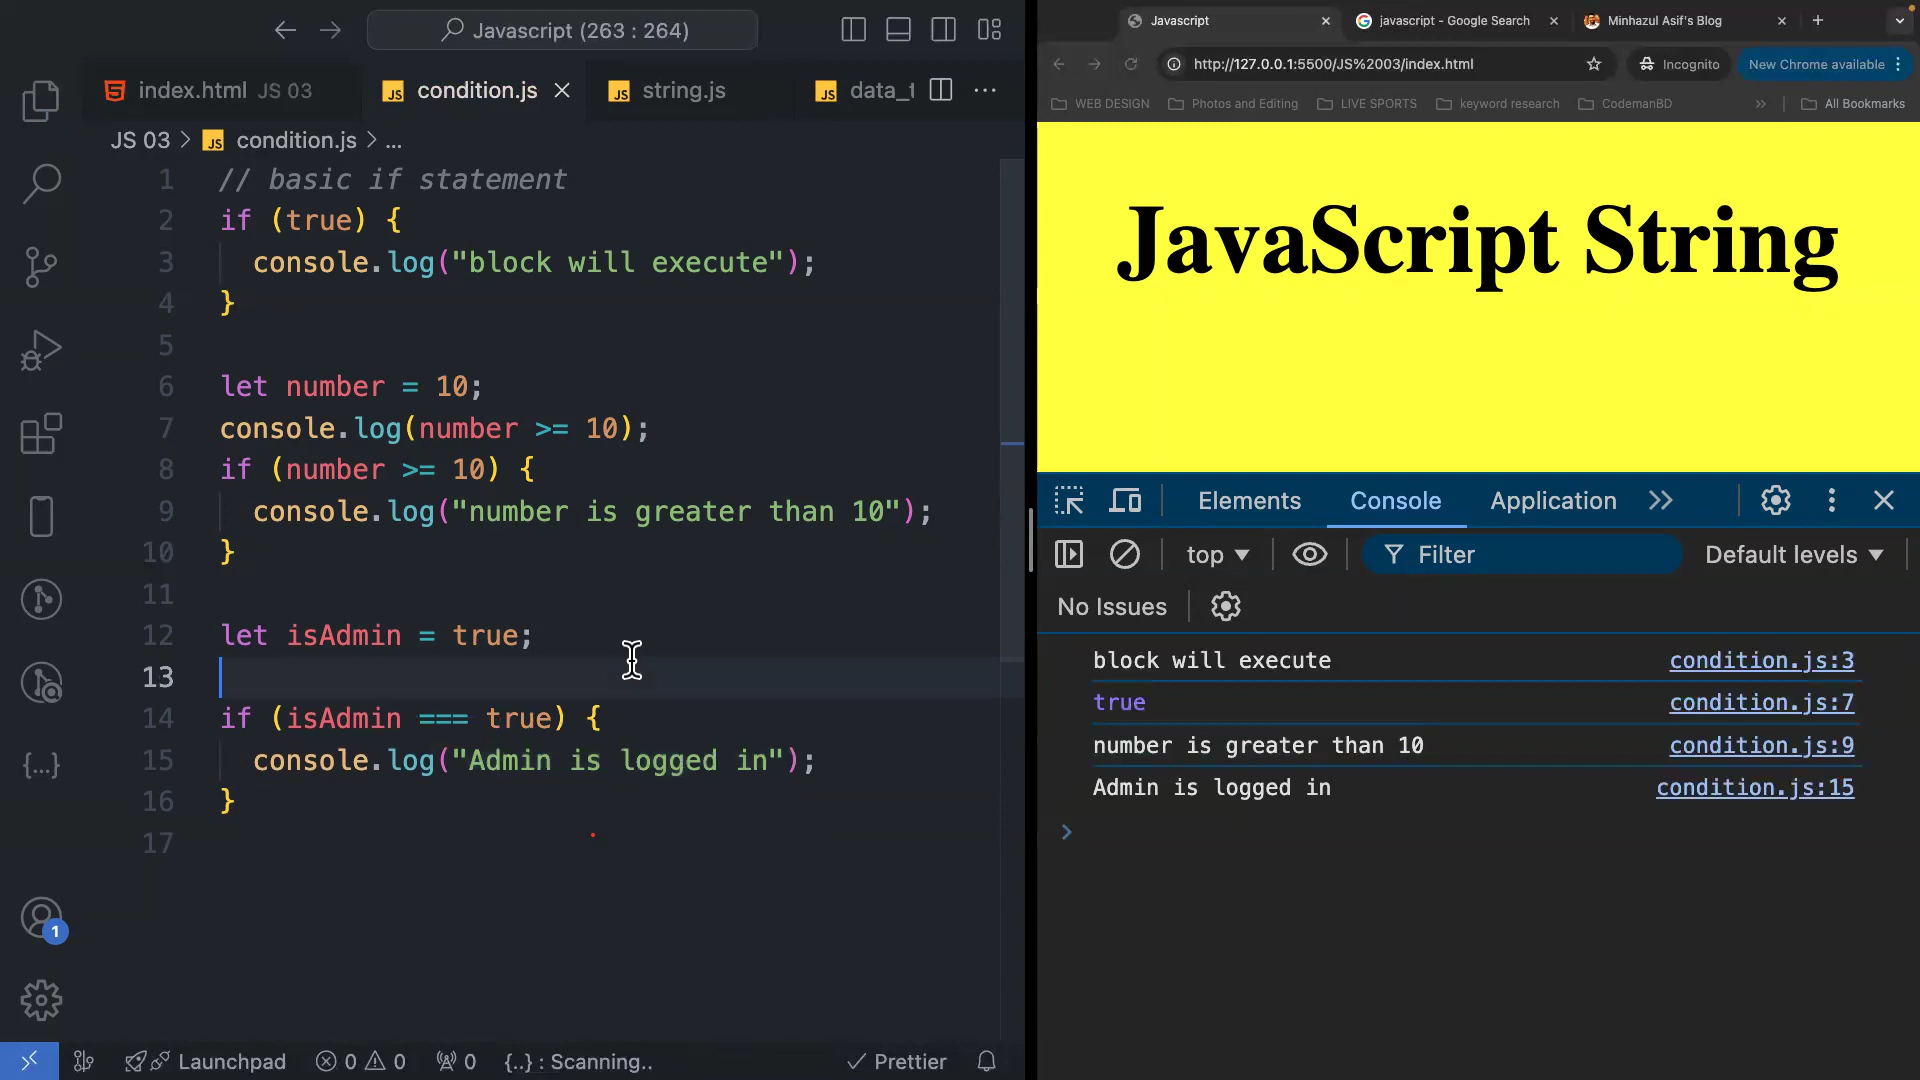 Javascript (263 : 264)
index.html JS 03
condition.js
string.js
data_t
JS 03 > condition.js > ...
1 // basic if statement
2 if (true) {
3 console.log("block will execute");
4 }
5
6 let number = 10;
7 console.log(number >= 10);
8 if (number >= 10) {
9 console.log("number is greater than 10");
10 }
11
12 let isAdmin = true;
13
14 if (isAdmin === true) {
15 console.log("Admin is logged in");
16 }
17
1
Launchpad 0 0 0 {..} : Scanning.. Prettier
Javascript
javascript - Google Search
Minhazul Asif's Blog
http://127.0.0.1:5500/JS%2003/index.html
Incognito
New Chrome available
WEB DESIGN Photos and Editing LIVE SPORTS keyword research CodemanBD All Bookmarks
JavaScript String
Elements Console Application
top Filter Default levels
No Issues
block will execute condition.js:3
true condition.js:7
number is greater than 10 condition.js:9
Admin is logged in condition.js:15